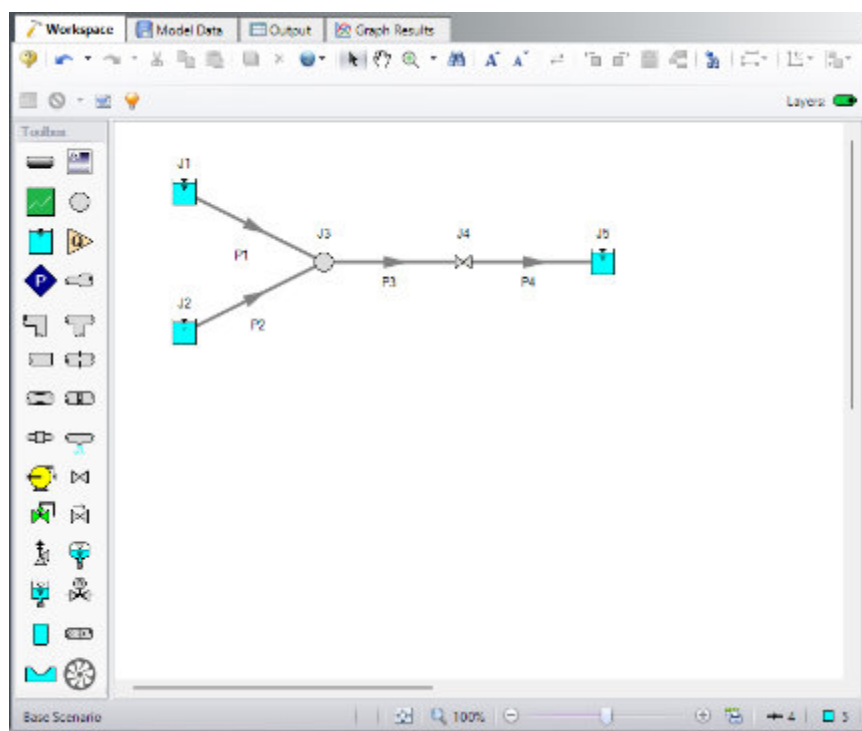 Workspace Model Data Output Graph Results
A A
Layers:
Toolbox
J1
J3 J4 J5
P1
P3 P4
J2
P2
P
Base Scenario 100% 4 5